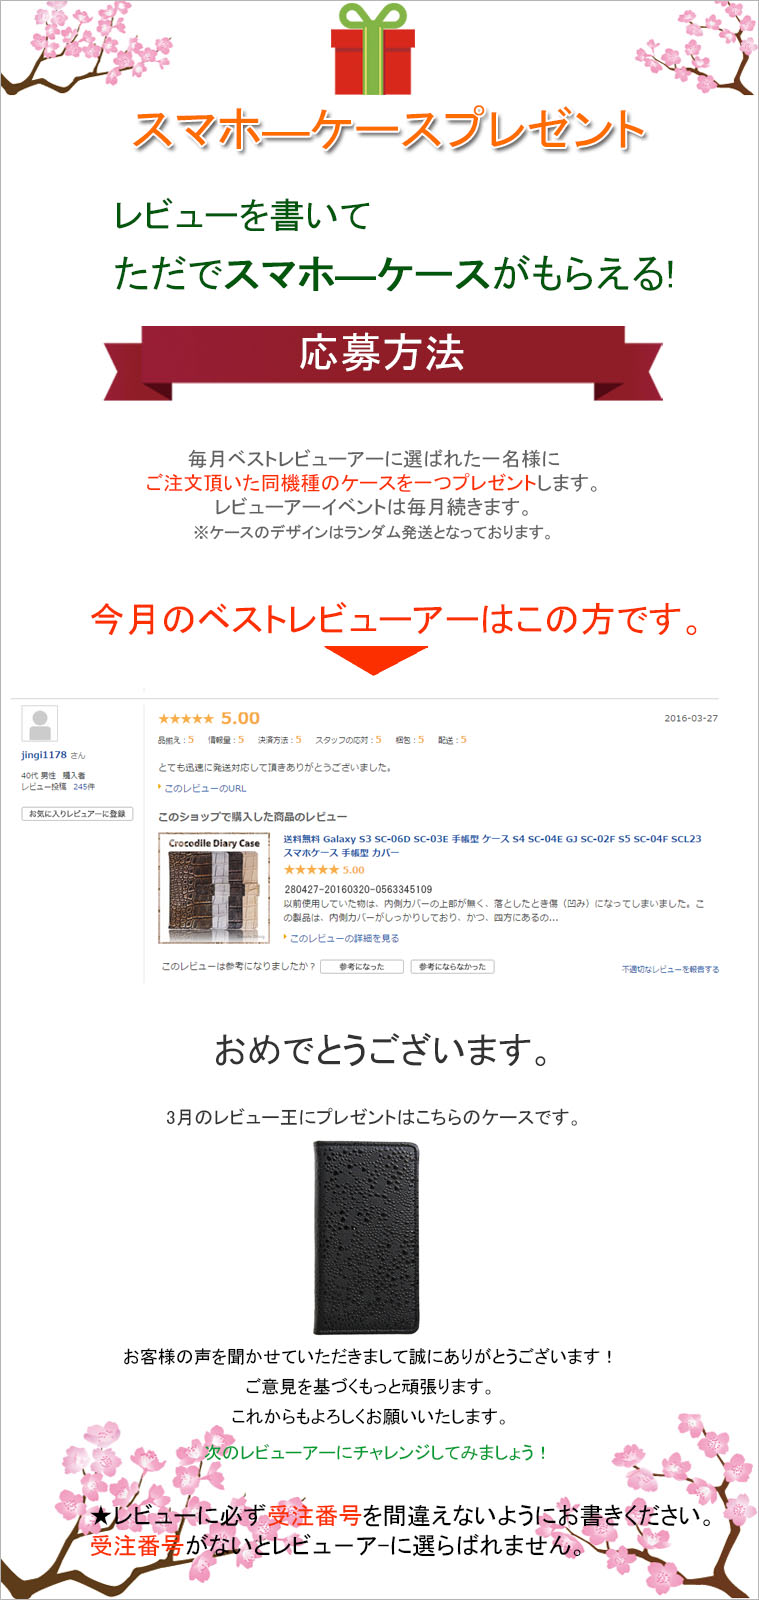 スマホ―ケースプレゼント
レビューを書いて
ただでスマホ―ケースがもらえる!
応募方法
毎月ベストレビューアーに選ばれた一名様に
ご注文頂いた同機種のケースを一つプレゼントします。
レビューアーイベントは毎月続きます。
※ケースのデザインはランダム発送となっております。
今月のベストレビューアーはこの方です。
★★★★★ 5.00
2016-03-27
品揃え：5 情報量：5 決済方法：5 スタッフの応対：5 梱包：5 配送：5
jingi1178 さん
40代 男性 購入者
レビュー投稿 245件
お気に入りレビュアーに登録
とても迅速に発送対応して頂きありがとうございました。
このレビューのURL
このショップで購入した商品のレビュー
Crocodile Diary Case
送料無料 Galaxy S3 SC-06D SC-03E 手帳型 ケース S4 SC-04E GJ SC-02F S5 SC-04F SCL23
スマホケース 手帳型 カバー
★★★★★ 5.00
280427-20160320-0563345109
以前使用していた物は、内側カバーの上部が無く、落としたとき傷（凹み）になってしまいました。こ
の製品は、内側カバーがしっかりしており、かつ、四方にあるの...
このレビューの詳細を見る
このレビューは参考になりましたか？ 参考になった 参考にならなかった
不適切なレビューを報告する
おめでとうございます。
3月のレビュー王にプレゼントはこちらのケースです。
お客様の声を聞かせていただきまして誠にありがとうございます！
ご意見を基づくもっと頑張ります。
これからもよろしくお願いいたします。
次のレビューアーにチャレンジしてみましょう！
★レビューに必ず受注番号を間違えないようにお書きください。
受注番号がないとレビューア-に選らばれません。